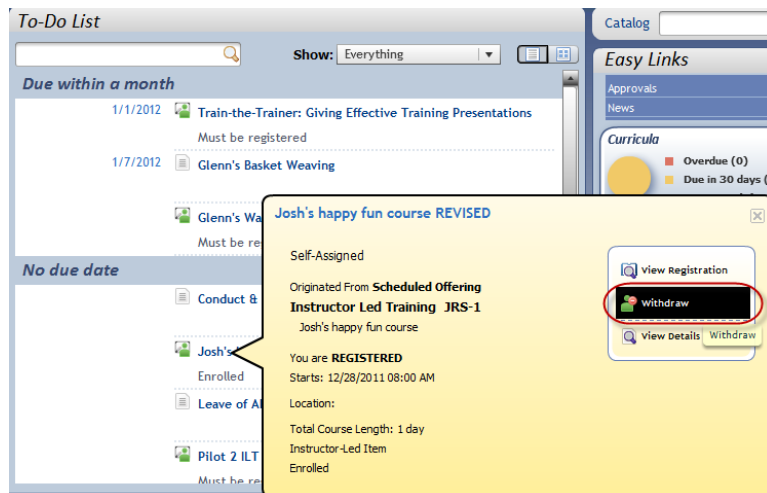 To-Do List
Show: Everything
Due within a month
1/1/2012 Train-the-Trainer: Giving Effective Training Presentations
Must be registered
1/7/2012 Glenn's Basket Weaving
Glenn's Wa
Must be re
No due date
Conduct &
Josh's
Enrolled
Leave of Al
Pilot 2 ILT
Must be re
Josh's happy fun course REVISED
Self-Assigned
Originated From Scheduled Offering
Instructor Led Training JRS-1
Josh's happy fun course
You are REGISTERED
Starts: 12/28/2011 08:00 AM
Location:
Total Course Length: 1 day
Instructor-Led Item
Enrolled
View Registration
Withdraw
View Details
Withdraw
Catalog
Easy Links
Approvals
News
Curricula
Overdue (0)
Due in 30 days (